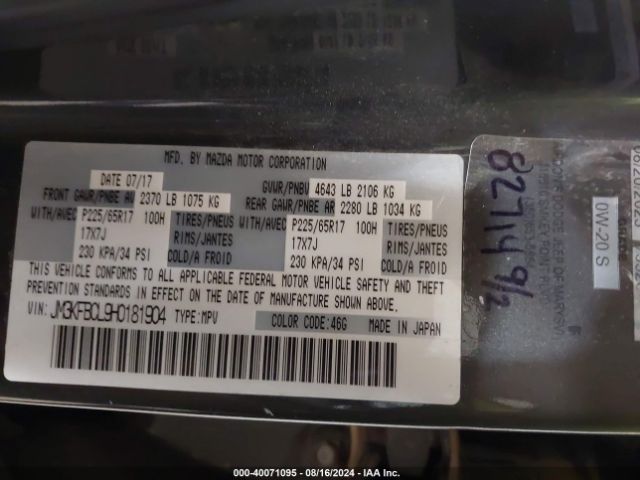 MFD. BY MAZDA MOTOR CORPORATION
DATE 07/17
GVWR/PNBV 4643 LB 2106 KG
FRONT GAWR/PNBE AV 2370 LB 1075 KG
REAR GAWR/PNBE AR 2280 LB 1034 KG
WITH/AVEC P225/65R17 100H TIRES/PNEUS
17X7J RIMS/JANTES
230 KPA/34 PSI COLD/A FROID
WITH/AVEC P225/65R17 100H TIRES/PNEUS
17X7J RIMS/JANTES
230 KPA/34 PSI COLD/A FROID
THIS VEHICLE CONFORMS TO ALL APPLICABLE FEDERAL MOTOR VEHICLE SAFETY AND THEFT
PREVENTION STANDARDS IN EFFECT ON THE DATE OF MANUFACTURE SHOWN ABOVE.
VIN: JM3KFBCL9H0181904 TYPE:MPV COLOR CODE:46G MADE IN JAPAN
82714 9/2
0W-20 S
000-40071095 - 08/16/2024 - IAA Inc.